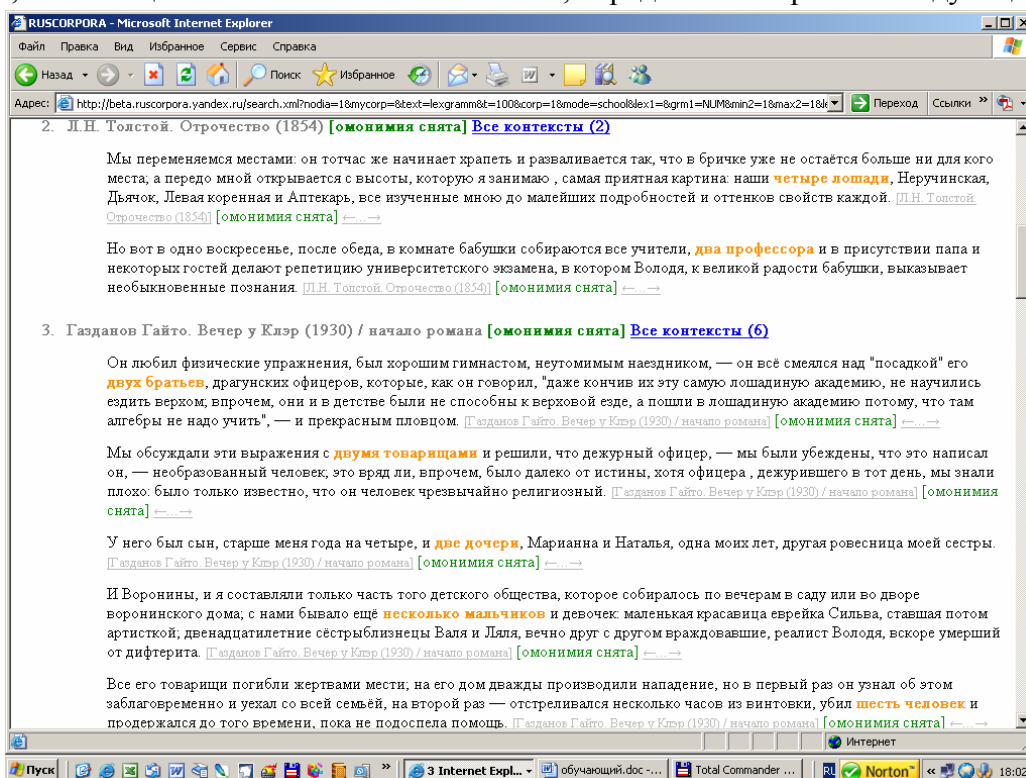 RUSCORPORA - Microsoft Internet Explorer
Файл Правка Вид Избранное Сервис Справка
Назад Поиск Избранное
Адрес: http://beta.ruscorpora.yandex.ru/search.xml?nodia=1&mycorp=&text=lexgramm&t=100&corp=1&mode=school&lex1=&grm1=NUM&min2=1&max2=1& Переход Ссылки »
2. Л.Н. Толстой. Отрочество (1854) [омонимия снята] Все контексты (2)
Мы переменяемся местами: он тотчас же начинает храпеть и разваливается так, что в бричке уже не остаётся больше ни для кого
места; а передо мной открывается с высоты, которую я занимаю , самая приятная картина: наши четыре лошади, Неручинская,
Дьячок, Левая коренная и Аптекарь, все изученные мною до малейших подробностей и оттенков свойств каждой. [Л.Н. Толстой.
Отрочество (1854)] [омонимия снята] ←...→
Но вот в одно воскресенье, после обеда, в комнате бабушки собираются все учители, два профессора и в присутствии папа и
некоторых гостей делают репетицию университетского экзамена, в котором Володя, к великой радости бабушки, выказывает
необыкновенные познания. [Л.Н. Толстой. Отрочество (1854)] [омонимия снята] ←...→
3. Газданов Гайто. Вечер у Клэр (1930) / начало романа [омонимия снята] Все контексты (6)
Он любил физические упражнения, был хорошим гимнастом, неутомимым наездником, — он всё смеялся над "посадкой" его
двух братьев, драгунских офицеров, которые, как он говорил, "даже кончив их эту самую лошадиную академию, не научились
ездить верхом; впрочем, они и в детстве были не способны к верховой езде, а пошли в лошадиную академию потому, что там
алгебры не надо учить", — и прекрасным пловцом. [Газданов Гайто. Вечер у Клэр (1930) / начало романа] [омонимия снята] ←...→
Мы обсуждали эти выражения с двумя товарищами и решили, что дежурный офицер, — мы были убеждены, что это написал
он, — необразованный человек; это вряд ли, впрочем, было далеко от истины, хотя офицера , дежурившего в тот день, мы знали
плохо: было только известно, что он человек чрезвычайно религиозный. [Газданов Гайто. Вечер у Клэр (1930) / начало романа] [омонимия
снята] ←...→
У него был сын, старше меня года на четыре, и две дочери, Марианна и Наталья, одна моих лет, другая ровесница моей сестры.
[Газданов Гайто. Вечер у Клэр (1930) / начало романа] [омонимия снята] ←...→
И Воронины, и я составляли только часть того детского общества, которое собиралось по вечерам в саду или во дворе
воронинского дома; с нами бывало ещё несколько мальчиков и девочек: маленькая красавица еврейка Сильва, ставшая потом
артисткой; двенадцатилетние сёстрыблизнецы Валя и Ляля, вечно друг с другом враждовавшие, реалист Володя, вскоре умерший
от дифтерита. [Газданов Гайто. Вечер у Клэр (1930) / начало романа] [омонимия снята] ←...→
Все его товарищи погибли жертвами мести; на его дом дважды производили нападение, но в первый раз он узнал об этом
заблаговременно и уехал со всей семьёй, на второй раз — отстреливался несколько часов из винтовки, убил шесть человек и
продержался до того времени, пока не подоспела помощь. [Газданов Гайто. Вечер у Клэр (1930) / начало романа] [омонимия снята] ←...→
Интернет
Пуск » 3 Internet Expl... обучающий.doc -... Total Commander ... RL Norton™ « 18:02